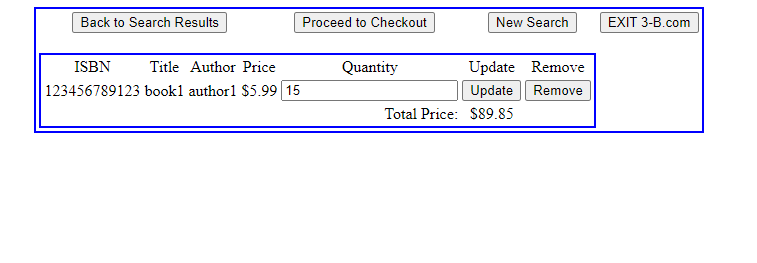 Back to Search Results Proceed to Checkout New Search EXIT 3-B.com
ISBN Title Author Price Quantity Update Remove
123456789123 book1 author1 $5.99 15 Update Remove
Total Price: $89.85